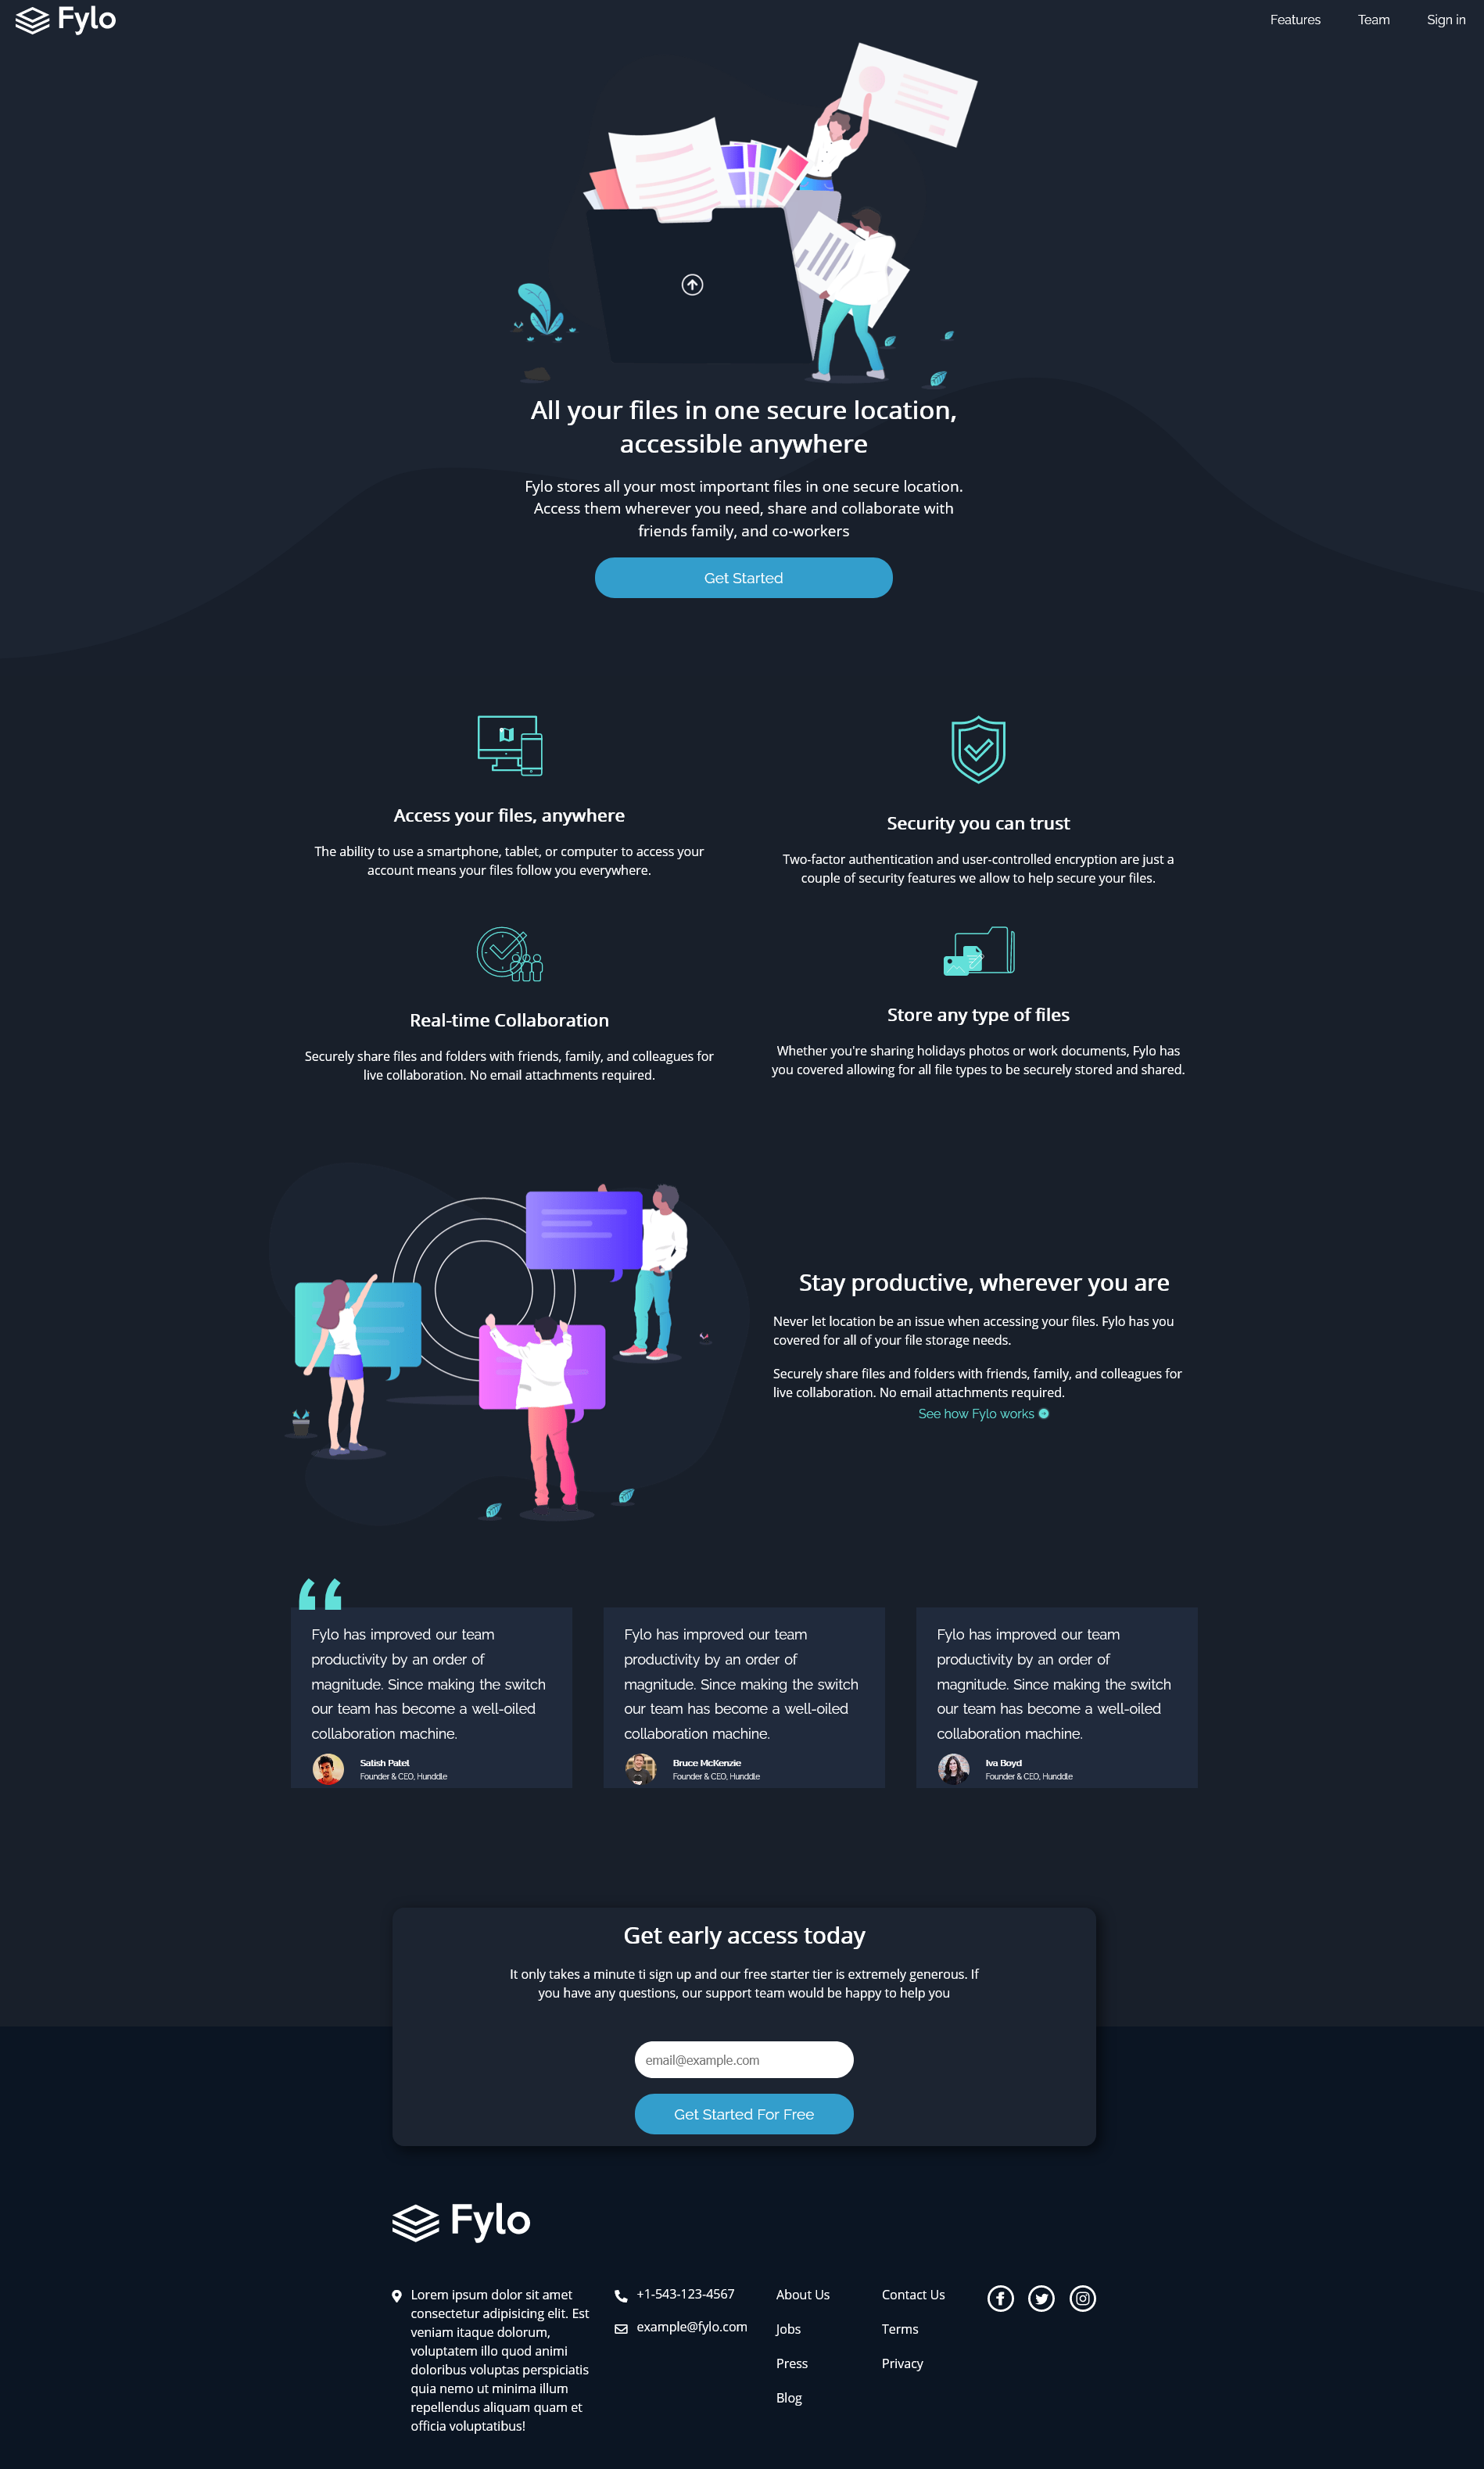 Fylo
Features Team Sign in
All your files in one secure location,
accessible anywhere
Fylo stores all your most important files in one secure location.
Access them wherever you need, share and collaborate with
friends family, and co-workers
Get Started
Access your files, anywhere
The ability to use a smartphone, tablet, or computer to access your
account means your files follow you everywhere.
Security you can trust
Two-factor authentication and user-controlled encryption are just a
couple of security features we allow to help secure your files.
Real-time Collaboration
Securely share files and folders with friends, family, and colleagues for
live collaboration. No email attachments required.
Store any type of files
Whether you're sharing holidays photos or work documents, Fylo has
you covered allowing for all file types to be securely stored and shared.
Stay productive, wherever you are
Never let location be an issue when accessing your files. Fylo has you
covered for all of your file storage needs.
Securely share files and folders with friends, family, and colleagues for
live collaboration. No email attachments required.
See how Fylo works
“
Fylo has improved our team
productivity by an order of
magnitude. Since making the switch
our team has become a well-oiled
collaboration machine.
Satish Patel
Founder & CEO, Hunddle
Fylo has improved our team
productivity by an order of
magnitude. Since making the switch
our team has become a well-oiled
collaboration machine.
Bruce McKenzie
Founder & CEO, Hunddle
Fylo has improved our team
productivity by an order of
magnitude. Since making the switch
our team has become a well-oiled
collaboration machine.
Iva Boyd
Founder & CEO, Hunddle
Get early access today
It only takes a minute ti sign up and our free starter tier is extremely generous. If
you have any questions, our support team would be happy to help you
email@example.com
Get Started For Free
Fylo
Lorem ipsum dolor sit amet
consectetur adipisicing elit. Est
veniam itaque dolorum,
voluptatem illo quod animi
doloribus voluptas perspiciatis
quia nemo ut minima illum
repellendus aliquam quam et
officia voluptatibus!
+1-543-123-4567
example@fylo.com
About Us
Jobs
Press
Blog
Contact Us
Terms
Privacy